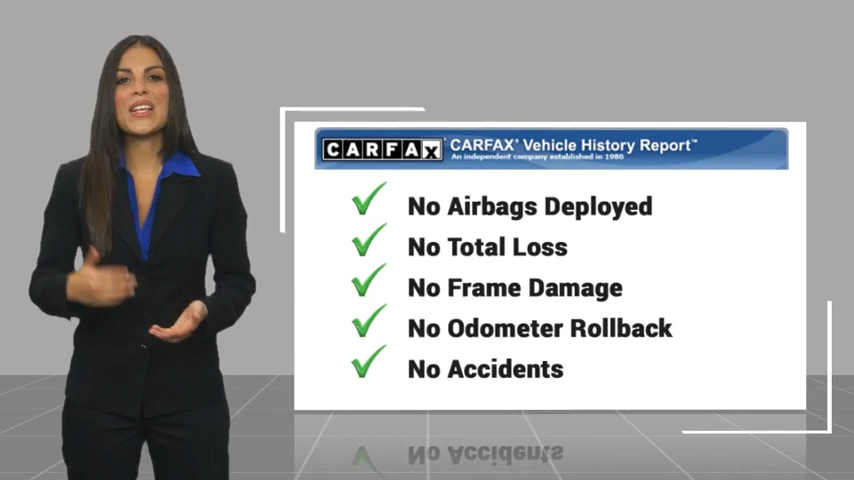 CARFAX
CARFAX® Vehicle History Report™
An independent company established in 1986
No Airbags Deployed
No Total Loss
No Frame Damage
No Odometer Rollback
No Accidents
No Accidents